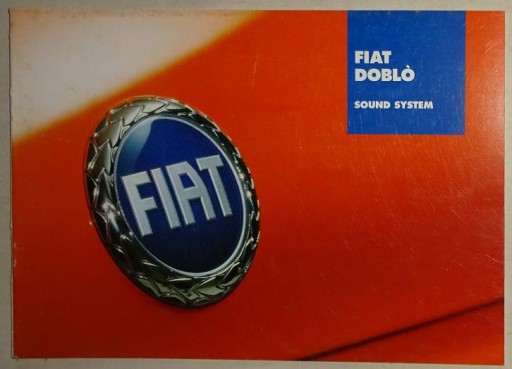 FIAT
DOBLÒ
SOUND SYSTEM
FIAT